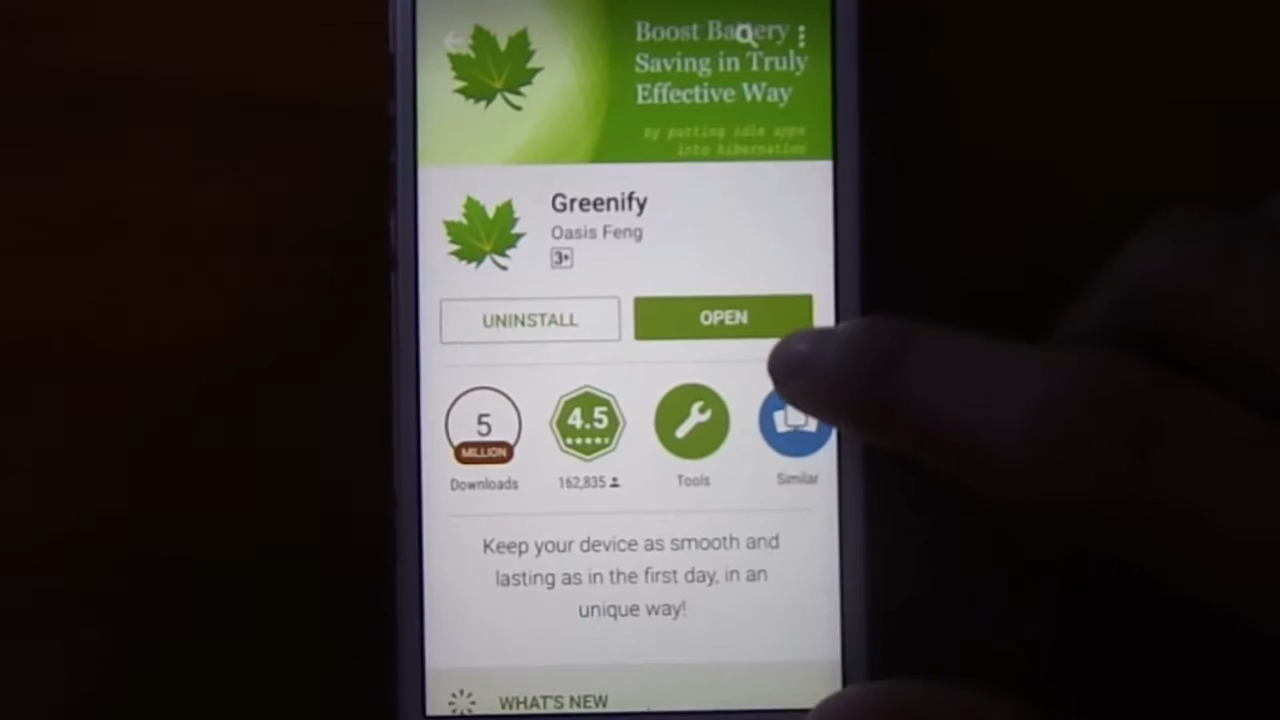 Boost Battery
Saving in Truly
Effective Way
By putting idle apps
into hibernation
Greenify
Oasis Feng
3+
UNINSTALL
OPEN
5
MILLION
4.5
Downloads
162,835
Tools
Similar
Keep your device as smooth and
lasting as in the first day, in an
unique way!
WHAT'S NEW